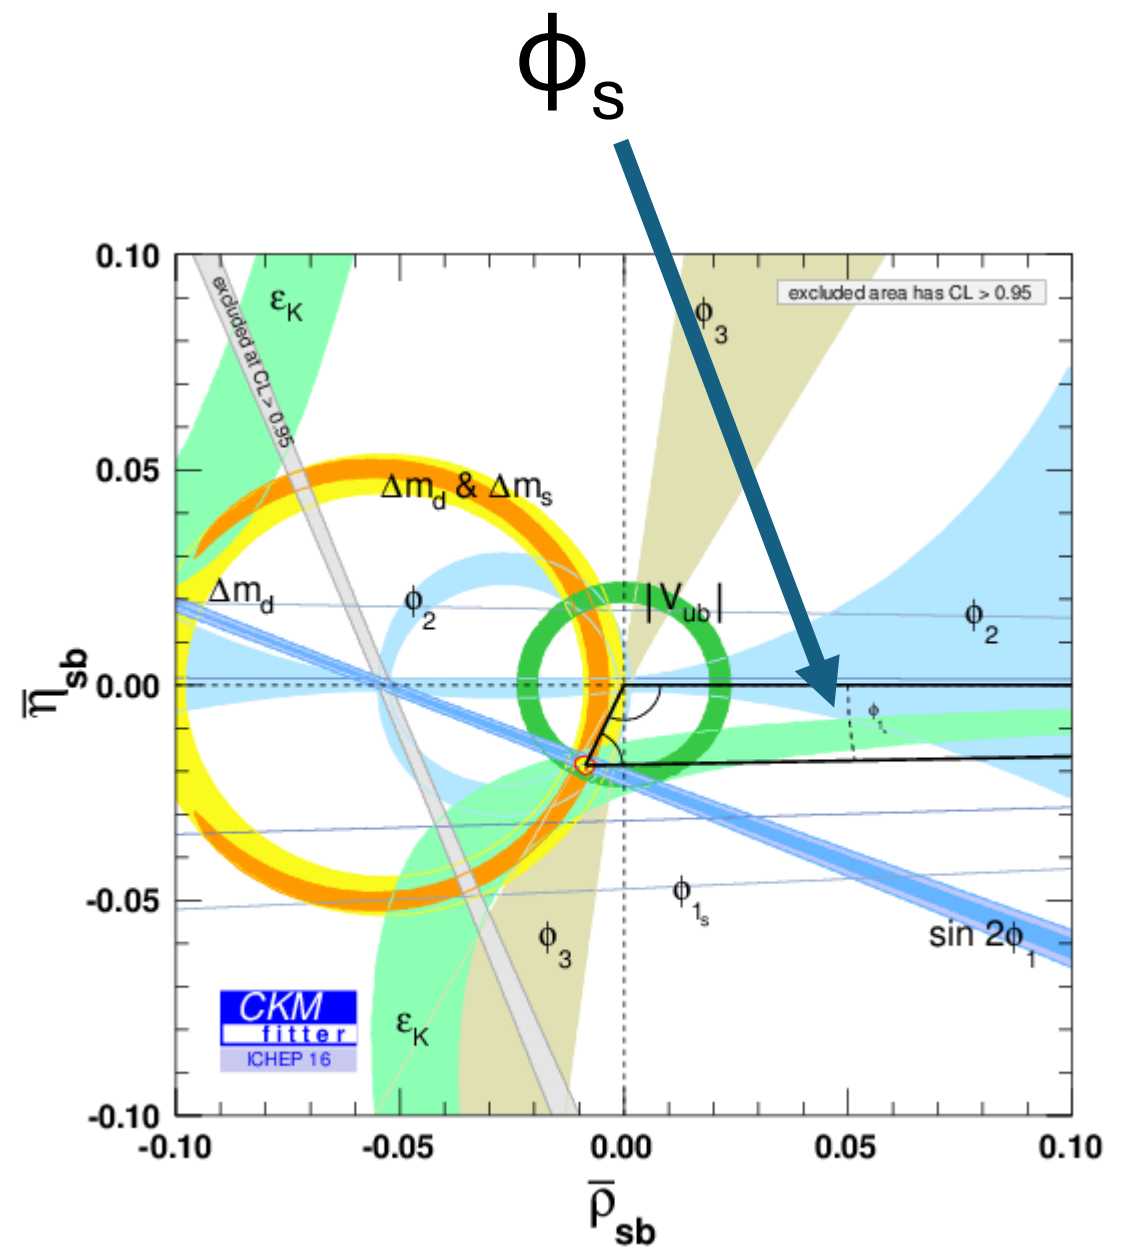 ϕs
0.10
excluded area has CL > 0.95
εK
ϕ3
excluded at CL > 0.95
0.05
Δmd & Δms
Δmd
ϕ2
|Vub|
ϕ2
0.00
η̅sb
ϕ1s
-0.05
ϕ3
sin 2ϕ1
CKM
fitter
ICHEP 16
εK
-0.10
-0.10
-0.05
0.00
0.05
0.10
ρ̅sb